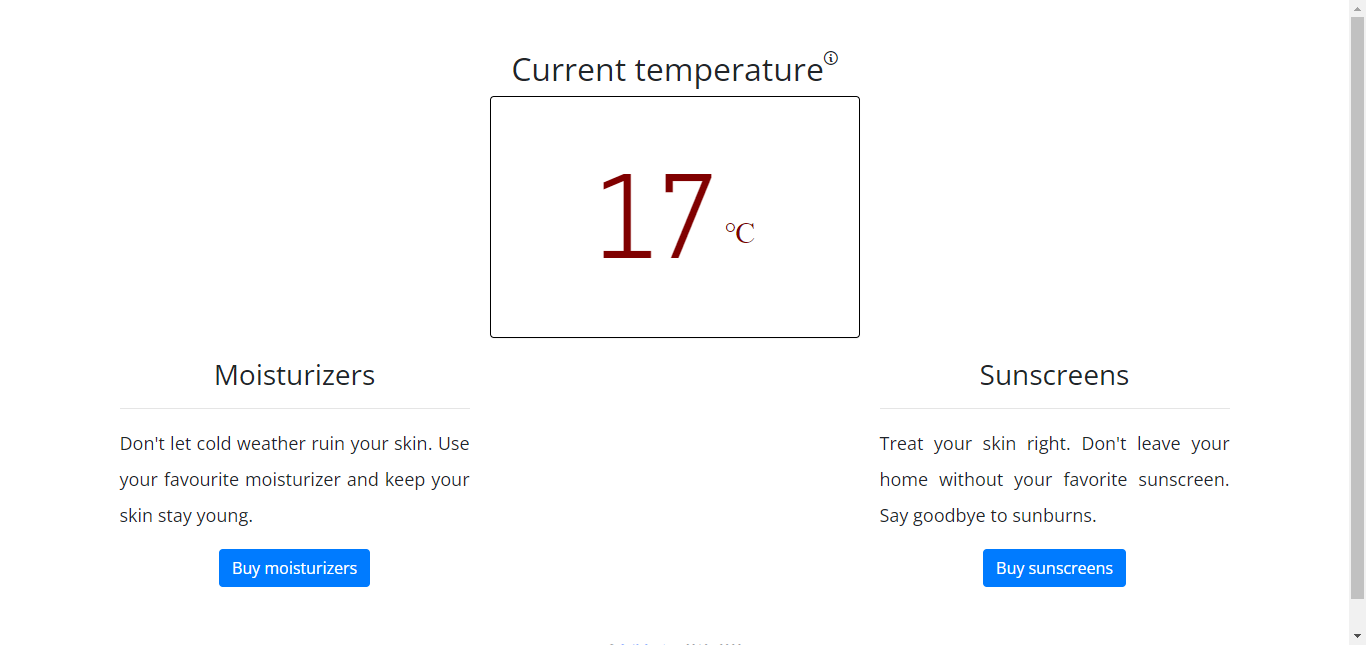 Current temperature
17 °C
Moisturizers
Don't let cold weather ruin your skin. Use
your favourite moisturizer and keep your
skin stay young.
Buy moisturizers
Sunscreens
Treat your skin right. Don't leave your
home without your favorite sunscreen.
Say goodbye to sunburns.
Buy sunscreens